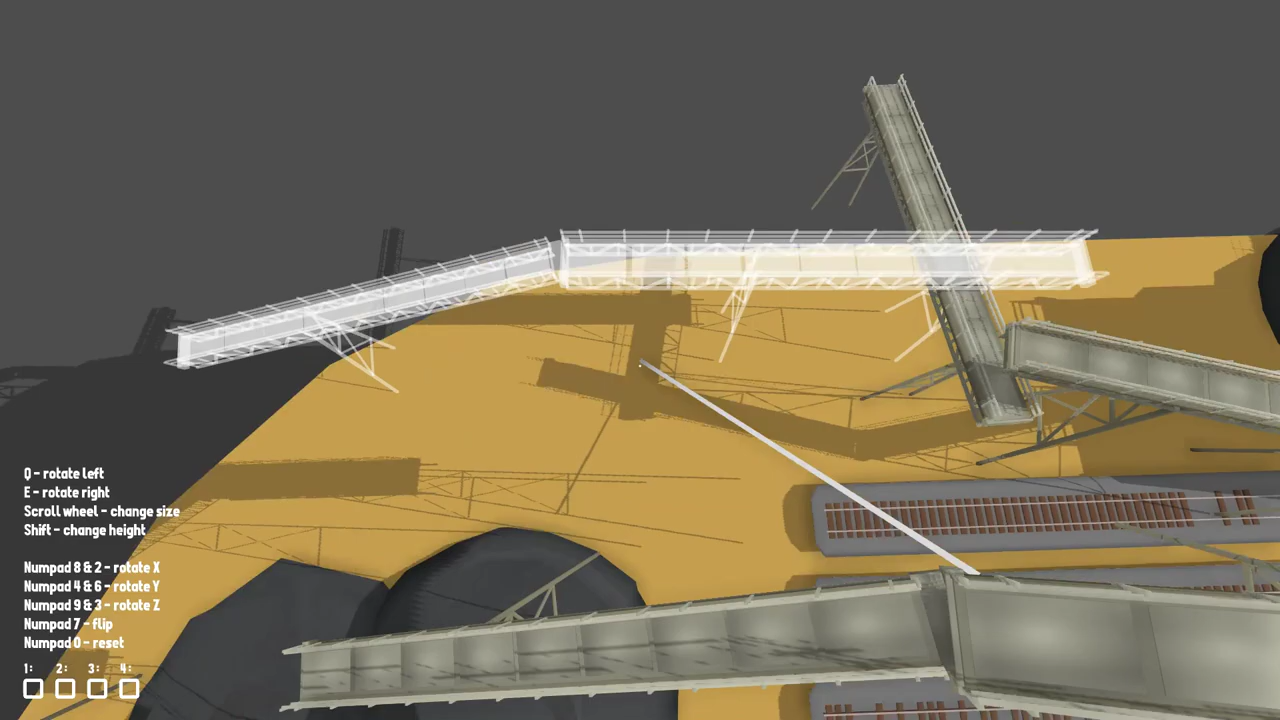 Q - rotate left
E - rotate right
Scroll wheel - change size
Shift - change height
Numpad 8 & 2 - rotate X
Numpad 4 & 6 - rotate Y
Numpad 9 & 3 - rotate Z
Numpad 7 - flip
Numpad 0 - reset
1: 2: 3: 4: